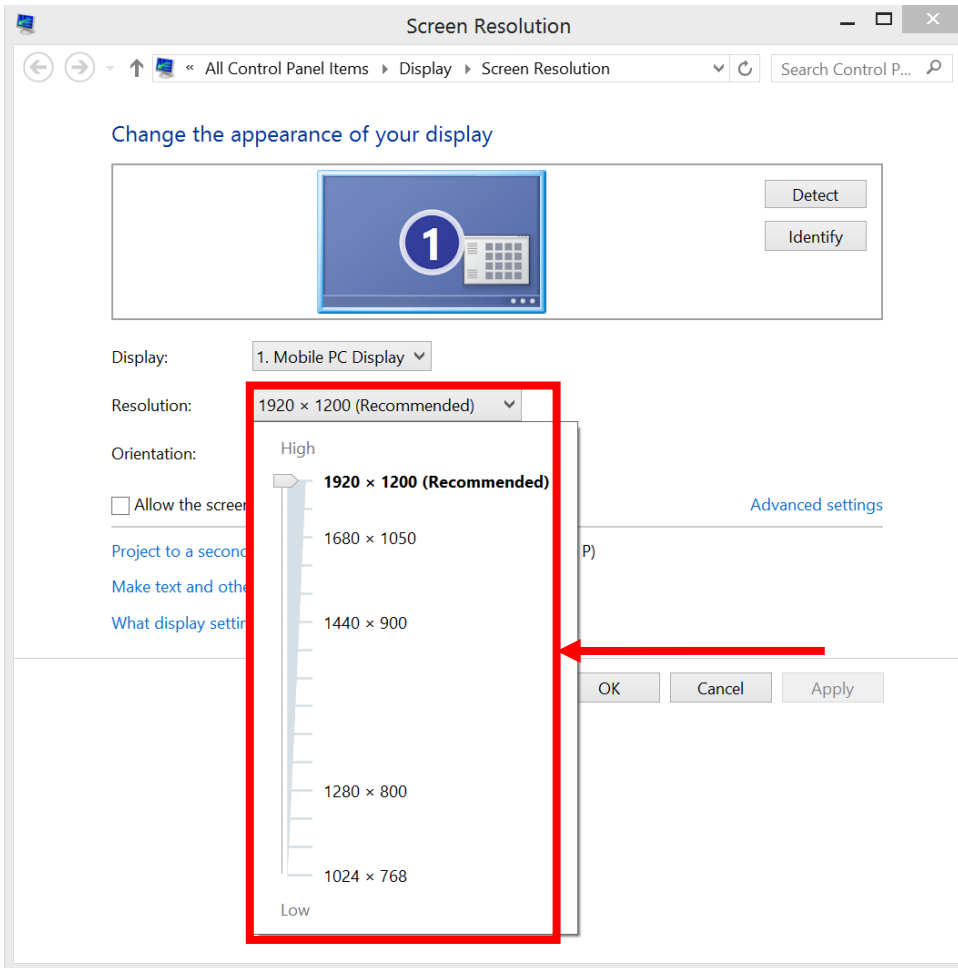 Screen Resolution
« All Control Panel Items Display Screen Resolution Search Control P...
Change the appearance of your display
1
Detect
Identify
Display: 1. Mobile PC Display
Resolution: 1920 × 1200 (Recommended)
Orientation:
High
1920 × 1200 (Recommended)
Allow the screen
Advanced settings
1680 × 1050
Project to a second
P)
Make text and othe
1440 × 900
What display settin
OK Cancel Apply
1280 × 800
1024 × 768
Low